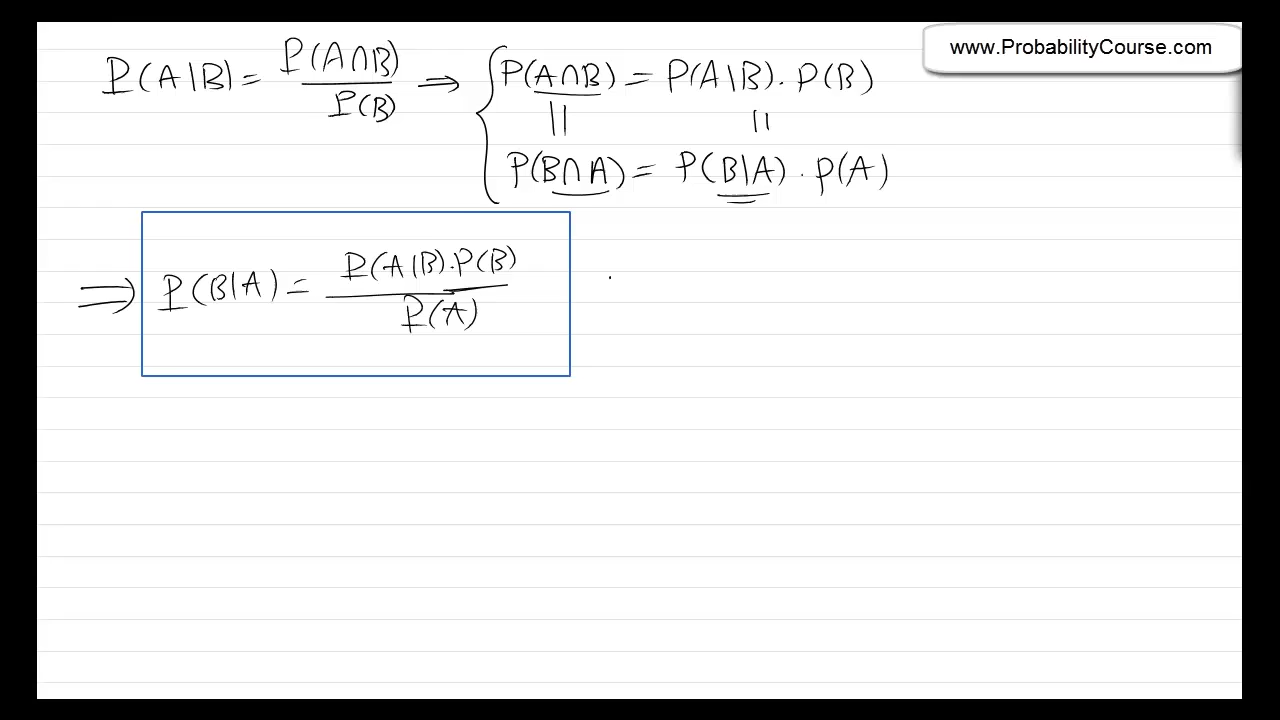 www.ProbabilityCourse.com
P(A|B) = P(A∩B) / P(B) ⇒ { P(A∩B) = P(A|B) . P(B)
|| ||
P(B∩A) = P(B|A) . P(A)
⇒ P(B|A) = P(A|B) . P(B) / P(A)